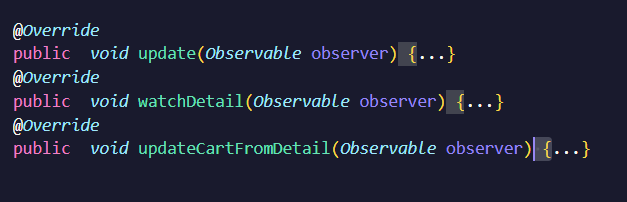 @Override
public  void update(Observable observer) {...}
@Override
public  void watchDetail(Observable observer) {...}
@Override
public  void updateCartFromDetail(Observable observer) {...}